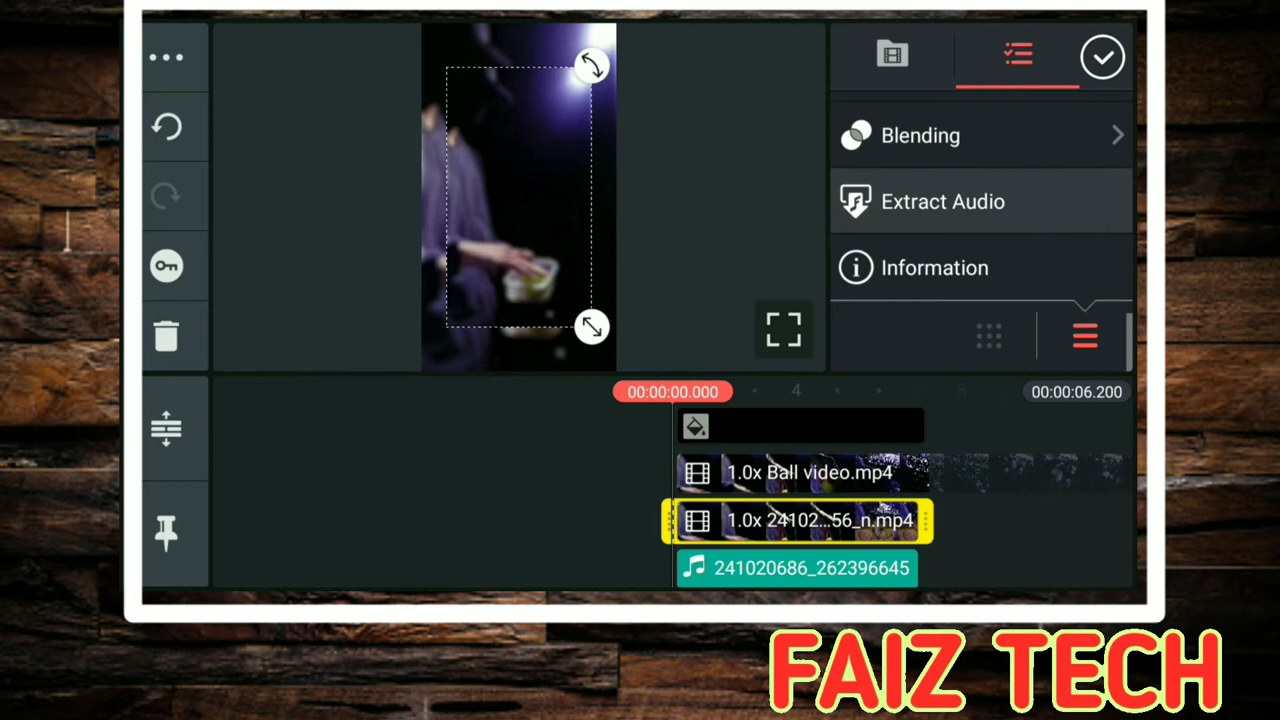 Blending
Extract Audio
Information
00:00:00.000
4
8
00:00:06.200
1.0x Ball video.mp4
1.0x 24102...56_n.mp4
241020686_262396645
FAIZ TECH